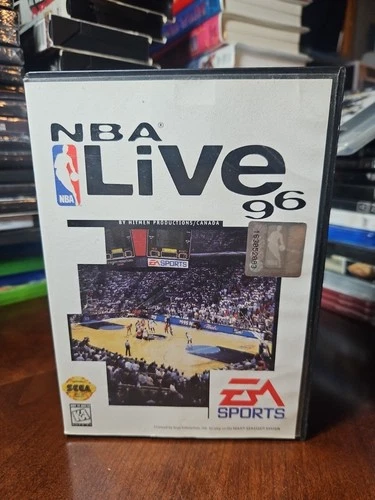 NBA
LiVe
96
NBA
BY HITMEN PRODUCTIONS/CANADA
EA SPORTS
SEGA
K-A
EA
SPORTS